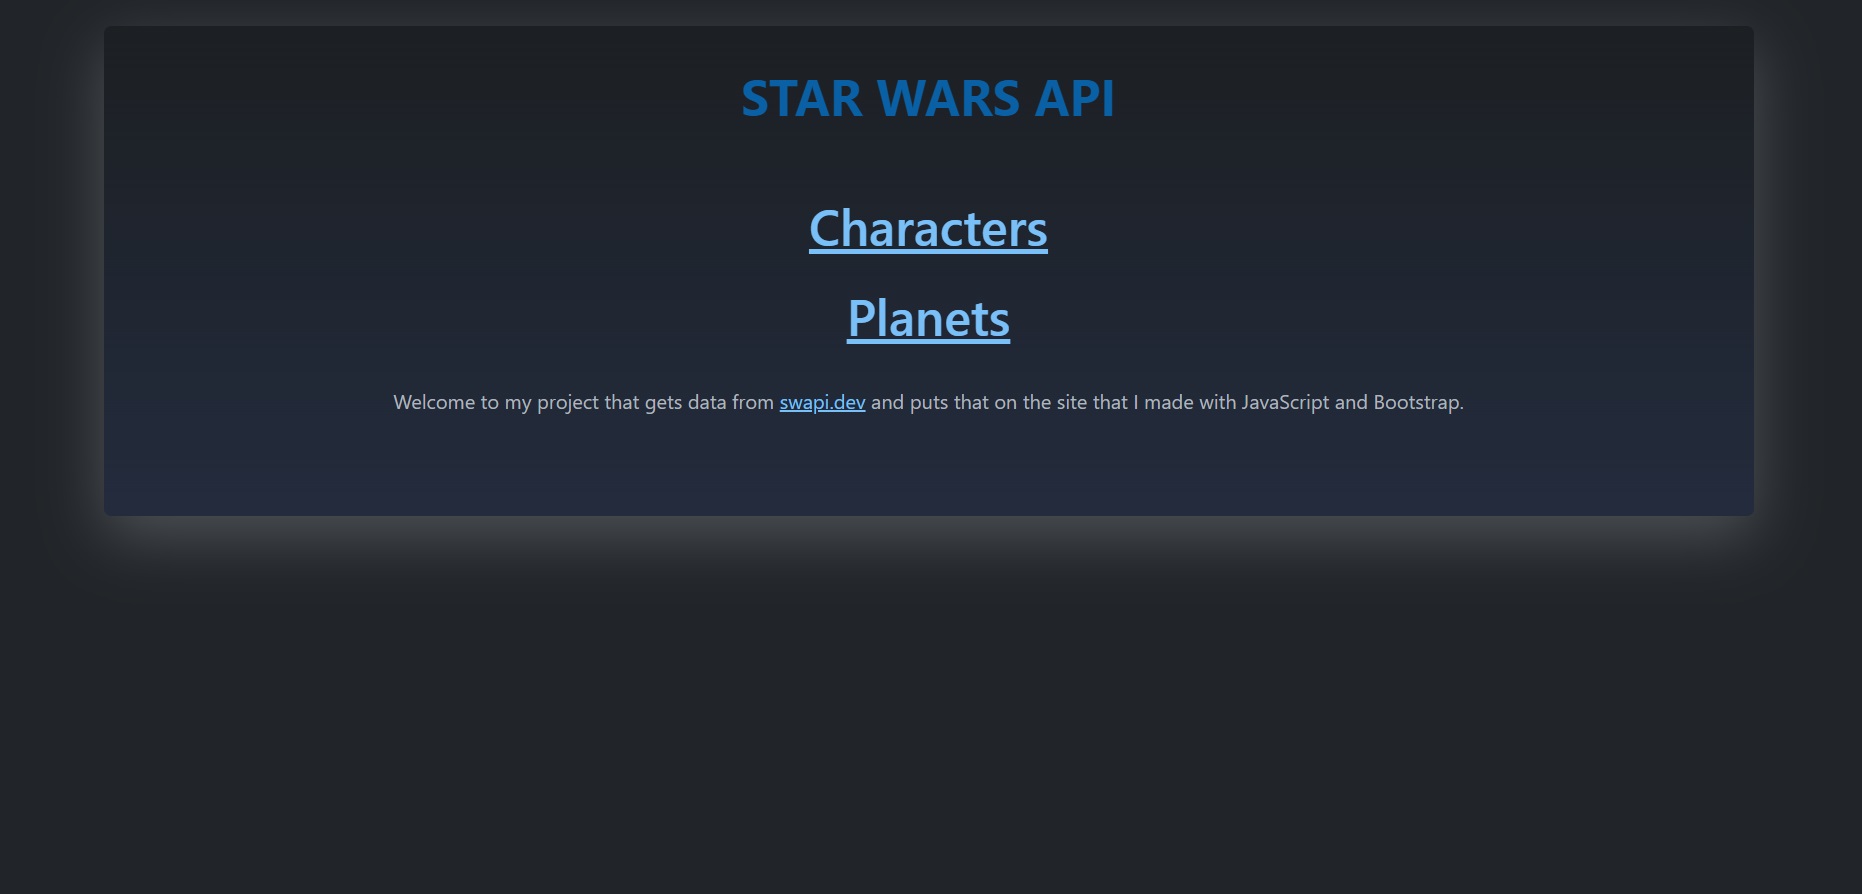 STAR WARS API
Characters
Planets
Welcome to my project that gets data from swapi.dev and puts that on the site that I made with JavaScript and Bootstrap.